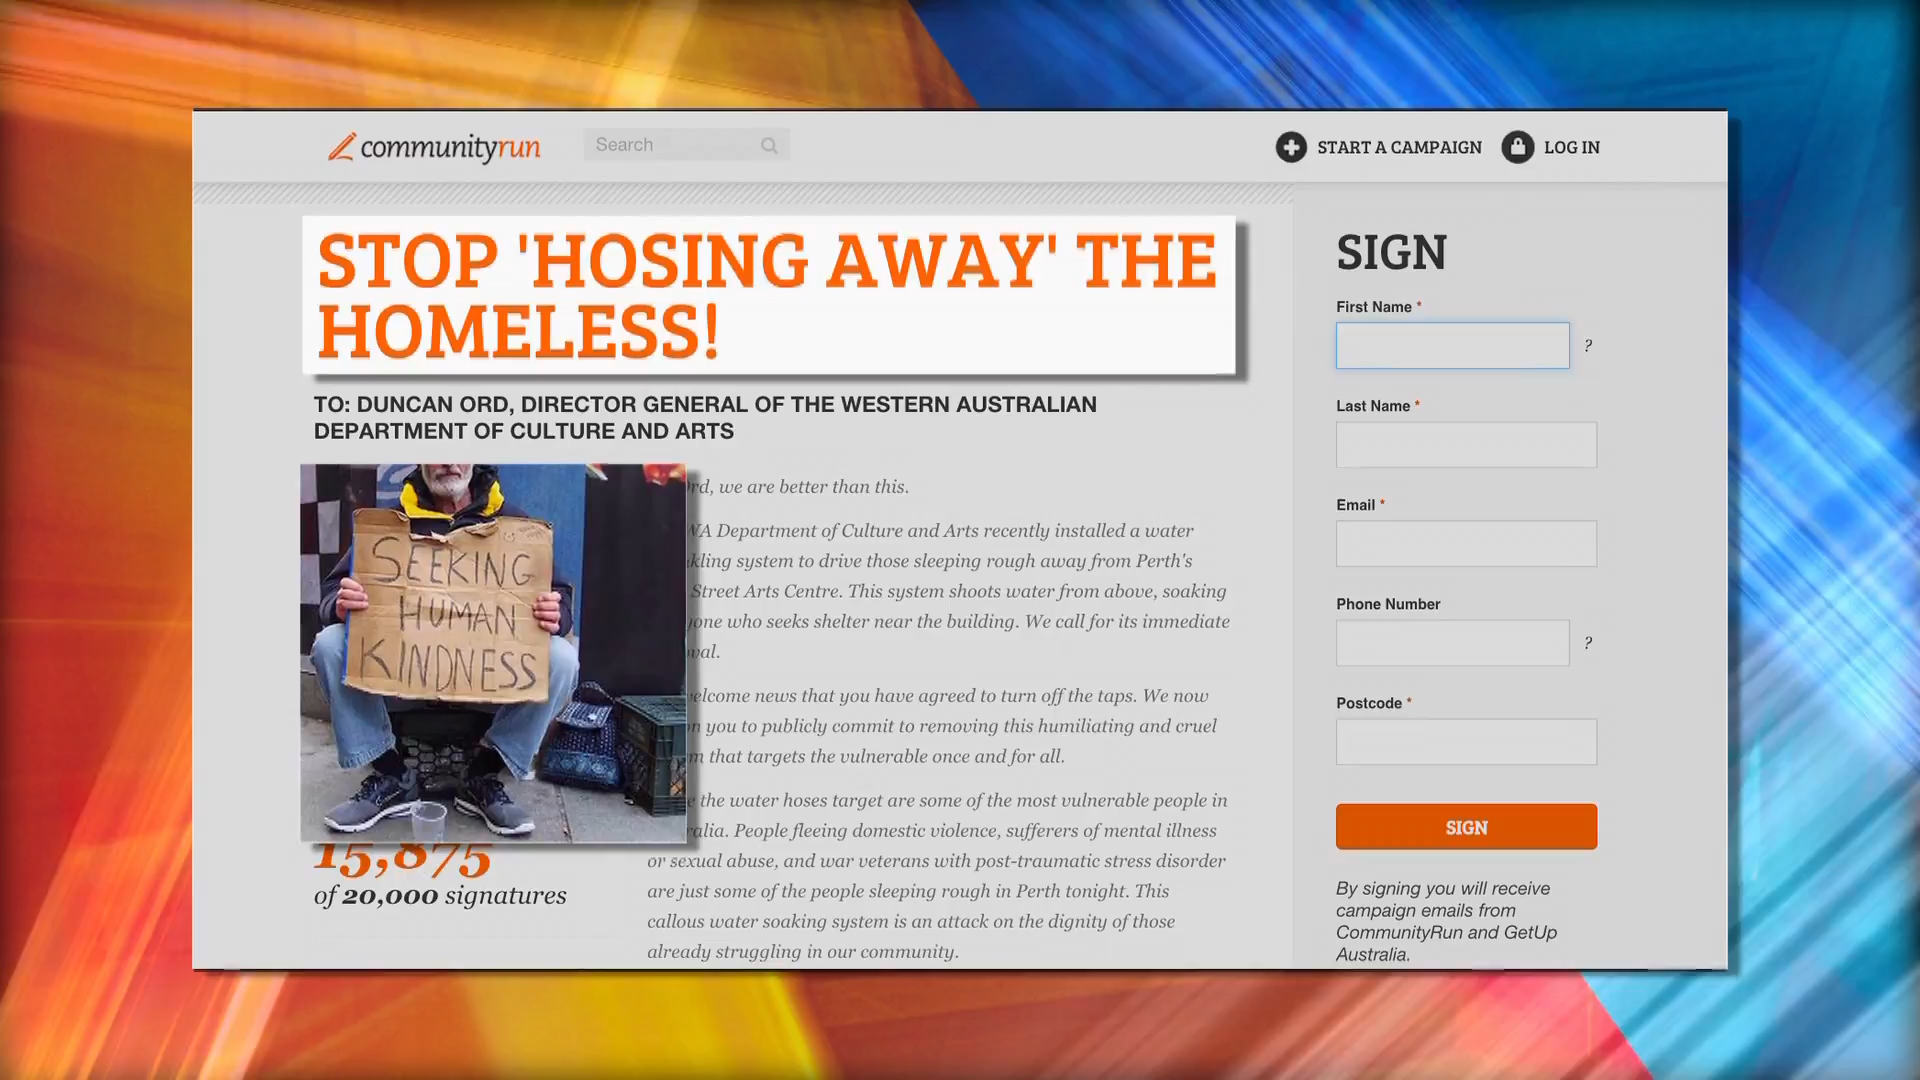 communityrun
Search
START A CAMPAIGN
LOG IN
STOP 'HOSING AWAY' THE
HOMELESS!
TO: DUNCAN ORD, DIRECTOR GENERAL OF THE WESTERN AUSTRALIAN
DEPARTMENT OF CULTURE AND ARTS
SEEKING
HUMAN
KINDNESS
15,875
of 20,000 signatures
we are better than this.
Department of Culture and Arts recently installed a water
system to drive those sleeping rough away from Perth's
Street Arts Centre. This system shoots water from above, soaking
who seeks shelter near the building. We call for its immediate
news that you have agreed to turn off the taps. We now
you to publicly commit to removing this humiliating and cruel
that targets the vulnerable once and for all.
the water hoses target are some of the most vulnerable people in
People fleeing domestic violence, sufferers of mental illness
or sexual abuse, and war veterans with post-traumatic stress disorder
are just some of the people sleeping rough in Perth tonight. This
callous water soaking system is an attack on the dignity of those
already struggling in our community.
SIGN
First Name *
?
Last Name *
Email *
Phone Number
?
Postcode *
SIGN
By signing you will receive
campaign emails from
CommunityRun and GetUp
Australia.